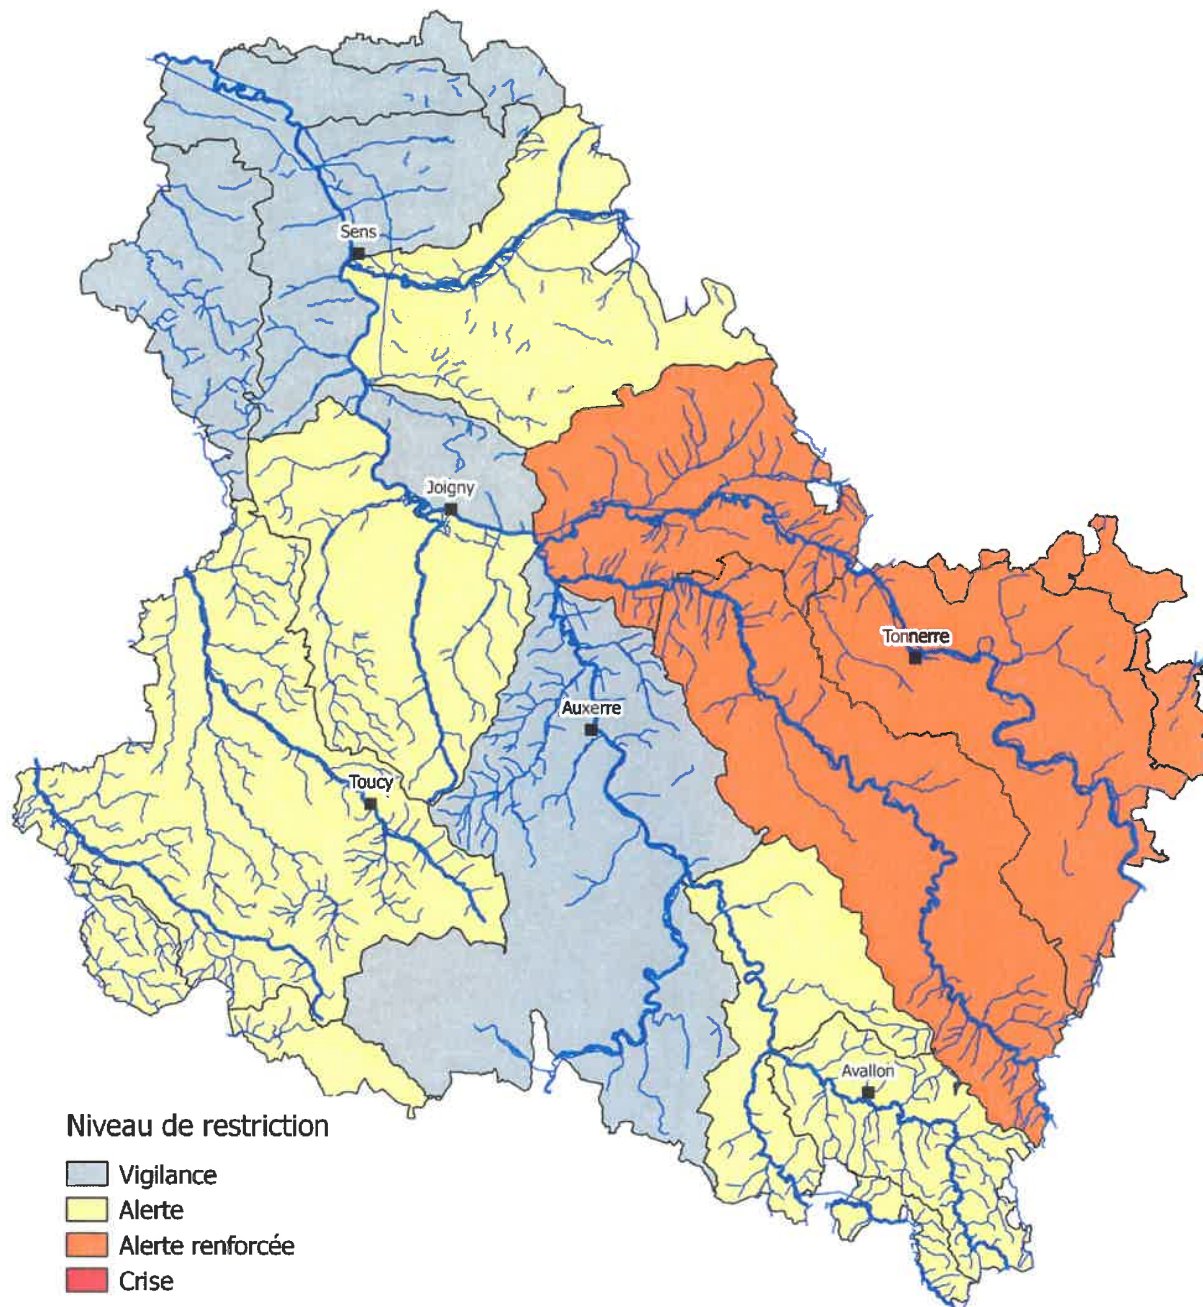 Sens
Joigny
Tonnerre
Auxerre
Toucy
Avallon
Niveau de restriction
Vigilance
Alerte
Alerte renforcée
Crise